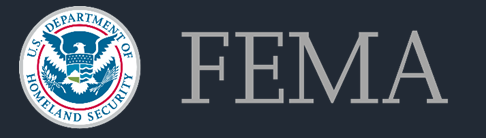 U.S. DEPARTMENT OF
HOMELAND SECURITY
FEMA